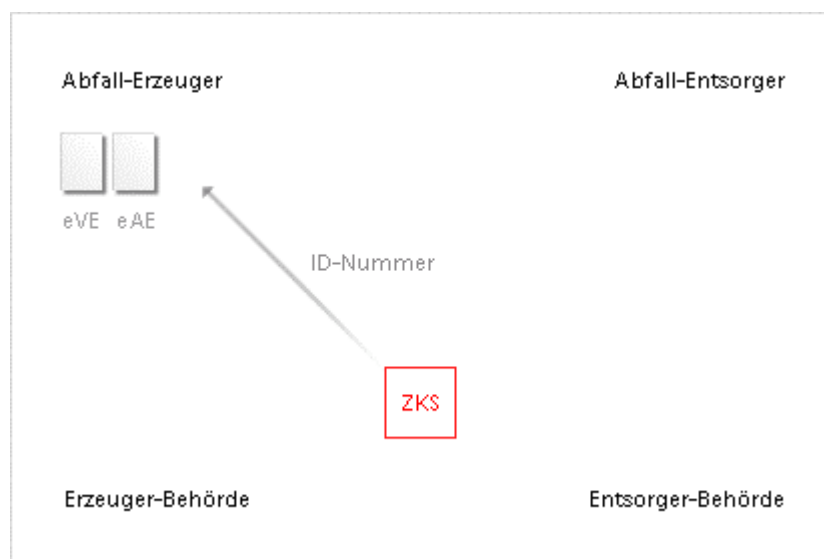 Abfall-Erzeuger Abfall-Entsorger
eVE eAE
ID-Nummer
ZKS
Erzeuger-Behörde Entsorger-Behörde